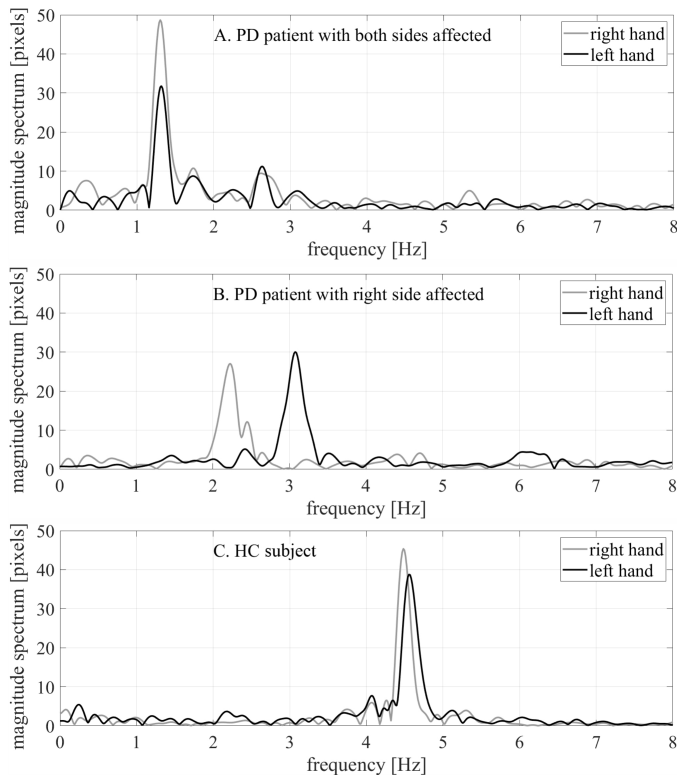 magnitude spectrum [pixels]
50
40
30
20
10
0
A. PD patient with both sides affected
right hand
left hand
0 1 2 3 4 5 6 7 8
frequency [Hz]
magnitude spectrum [pixels]
50
40
30
20
10
0
B. PD patient with right side affected
right hand
left hand
0 1 2 3 4 5 6 7 8
frequency [Hz]
magnitude spectrum [pixels]
50
40
30
20
10
0
C. HC subject
right hand
left hand
0 1 2 3 4 5 6 7 8
frequency [Hz]